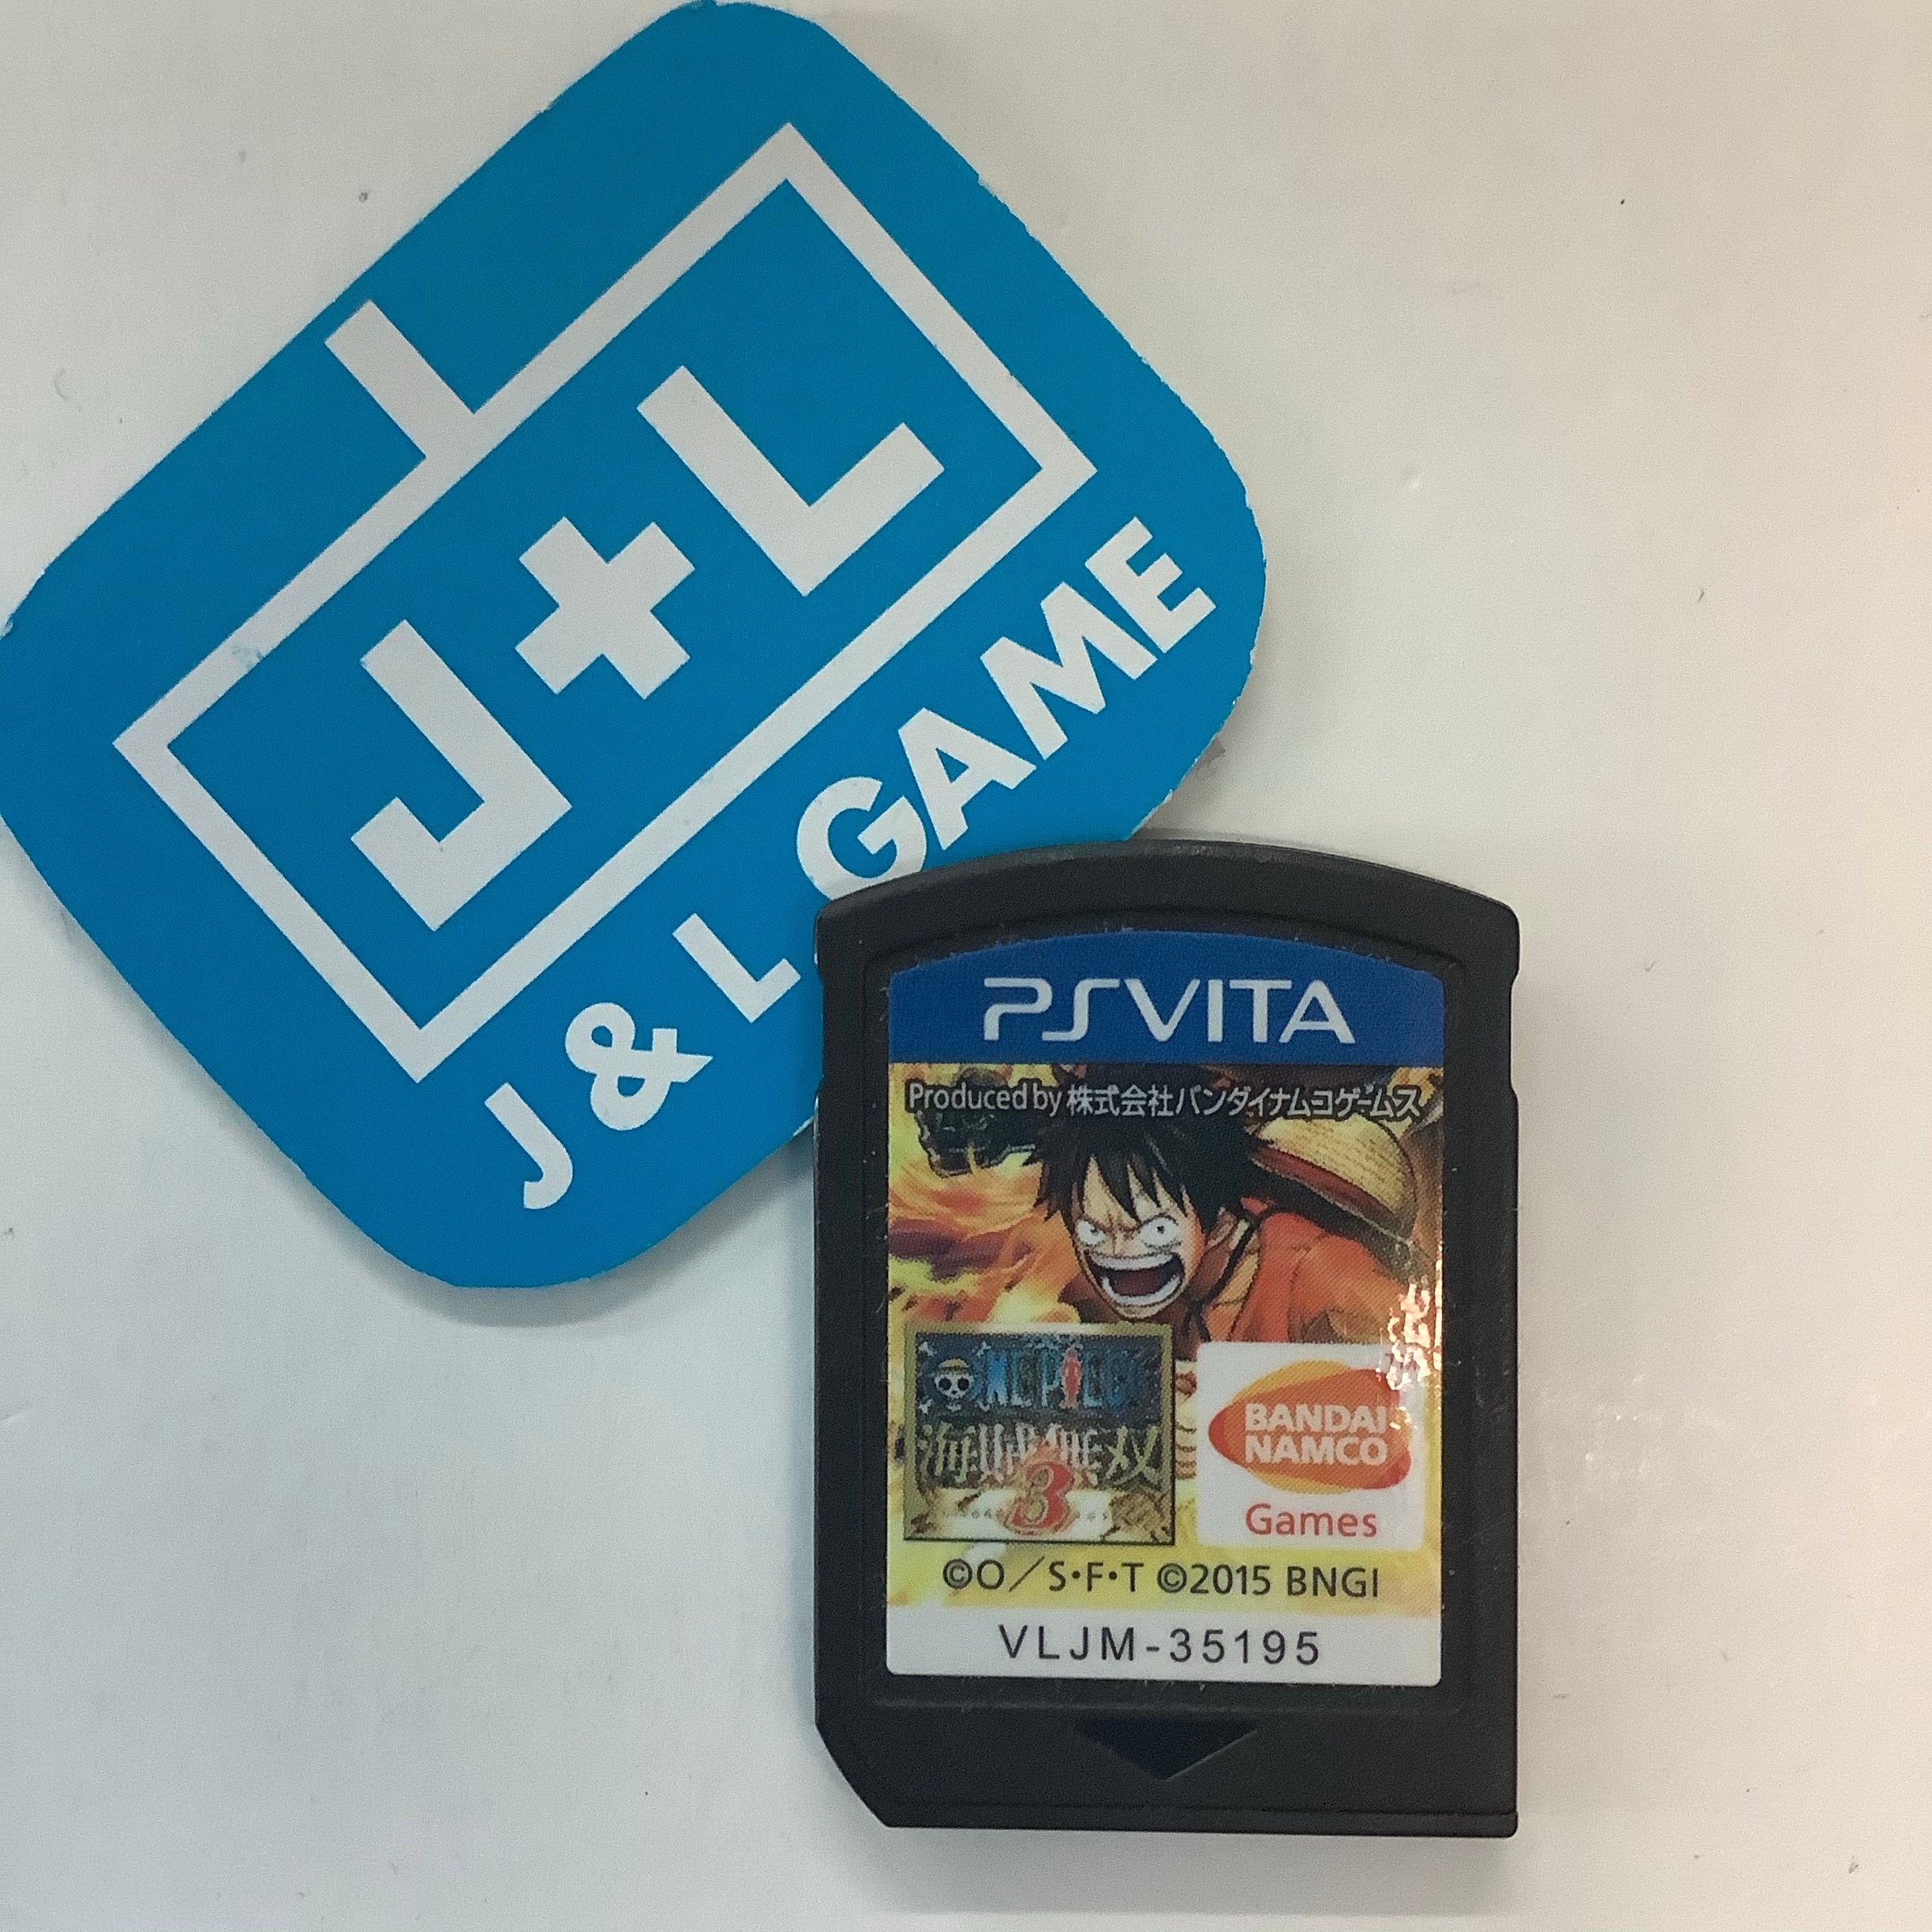 J+L
J & L GAME
PSVITA
Produced by 株式会社バンダイナムコゲームス
ONE PIECE
海賊無双
3
BANDAI
NAMCO
Games
©O／S・F・T ©2015 BNGI
VLJM-35195